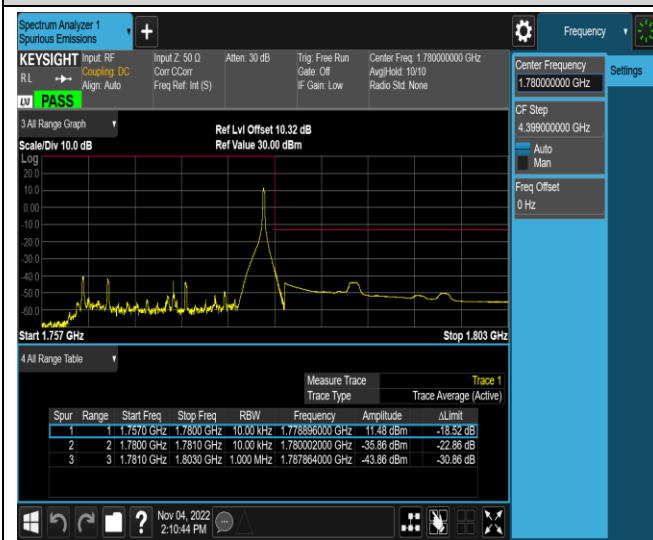 Spectrum Analyzer 1
Spurious Emissions
+
Frequency
KEYSIGHT
RL
LXI PASS
Input: RF
Coupling: DC
Align: Auto
Input Z: 50 Ω
Corr CCorr
Freq Ref: Int (S)
Atten: 30 dB
Trig: Free Run
Gate: Off
IF Gain: Low
Center Freq: 1.780000000 GHz
Avg|Hold: 10/10
Radio Std: None
Center Frequency
1.780000000 GHz
Settings
CF Step
4.399000000 GHz
Auto
Man
Freq Offset
0 Hz
3 All Range Graph
Scale/Div 10.0 dB
Ref Lvl Offset 10.32 dB
Ref Value 30.00 dBm
Log
20.0
10.0
0.00
-10.0
-20.0
-30.0
-40.0
-50.0
-60.0
Start 1.757 GHz
Stop 1.803 GHz
4 All Range Table
Measure Trace Trace 1
Trace Type Trace Average (Active)
Spur Range Start Freq Stop Freq RBW Frequency Amplitude ΔLimit
1 1 1.7570 GHz 1.7800 GHz 10.00 kHz 1.778896000 GHz 11.48 dBm -18.52 dB
2 2 1.7800 GHz 1.7810 GHz 10.00 kHz 1.780002000 GHz -35.86 dBm -22.86 dB
3 3 1.7810 GHz 1.8030 GHz 1.000 MHz 1.787864000 GHz -43.86 dBm -30.86 dB
?
Nov 04, 2022
2:10:44 PM